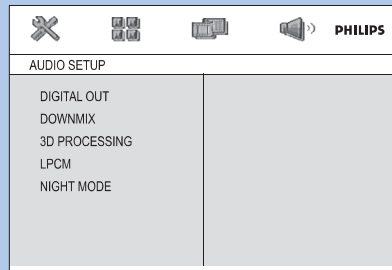 PHILIPS
AUDIO SETUP
DIGITAL OUT
DOWNMIX
3D PROCESSING
LPCM
NIGHT MODE